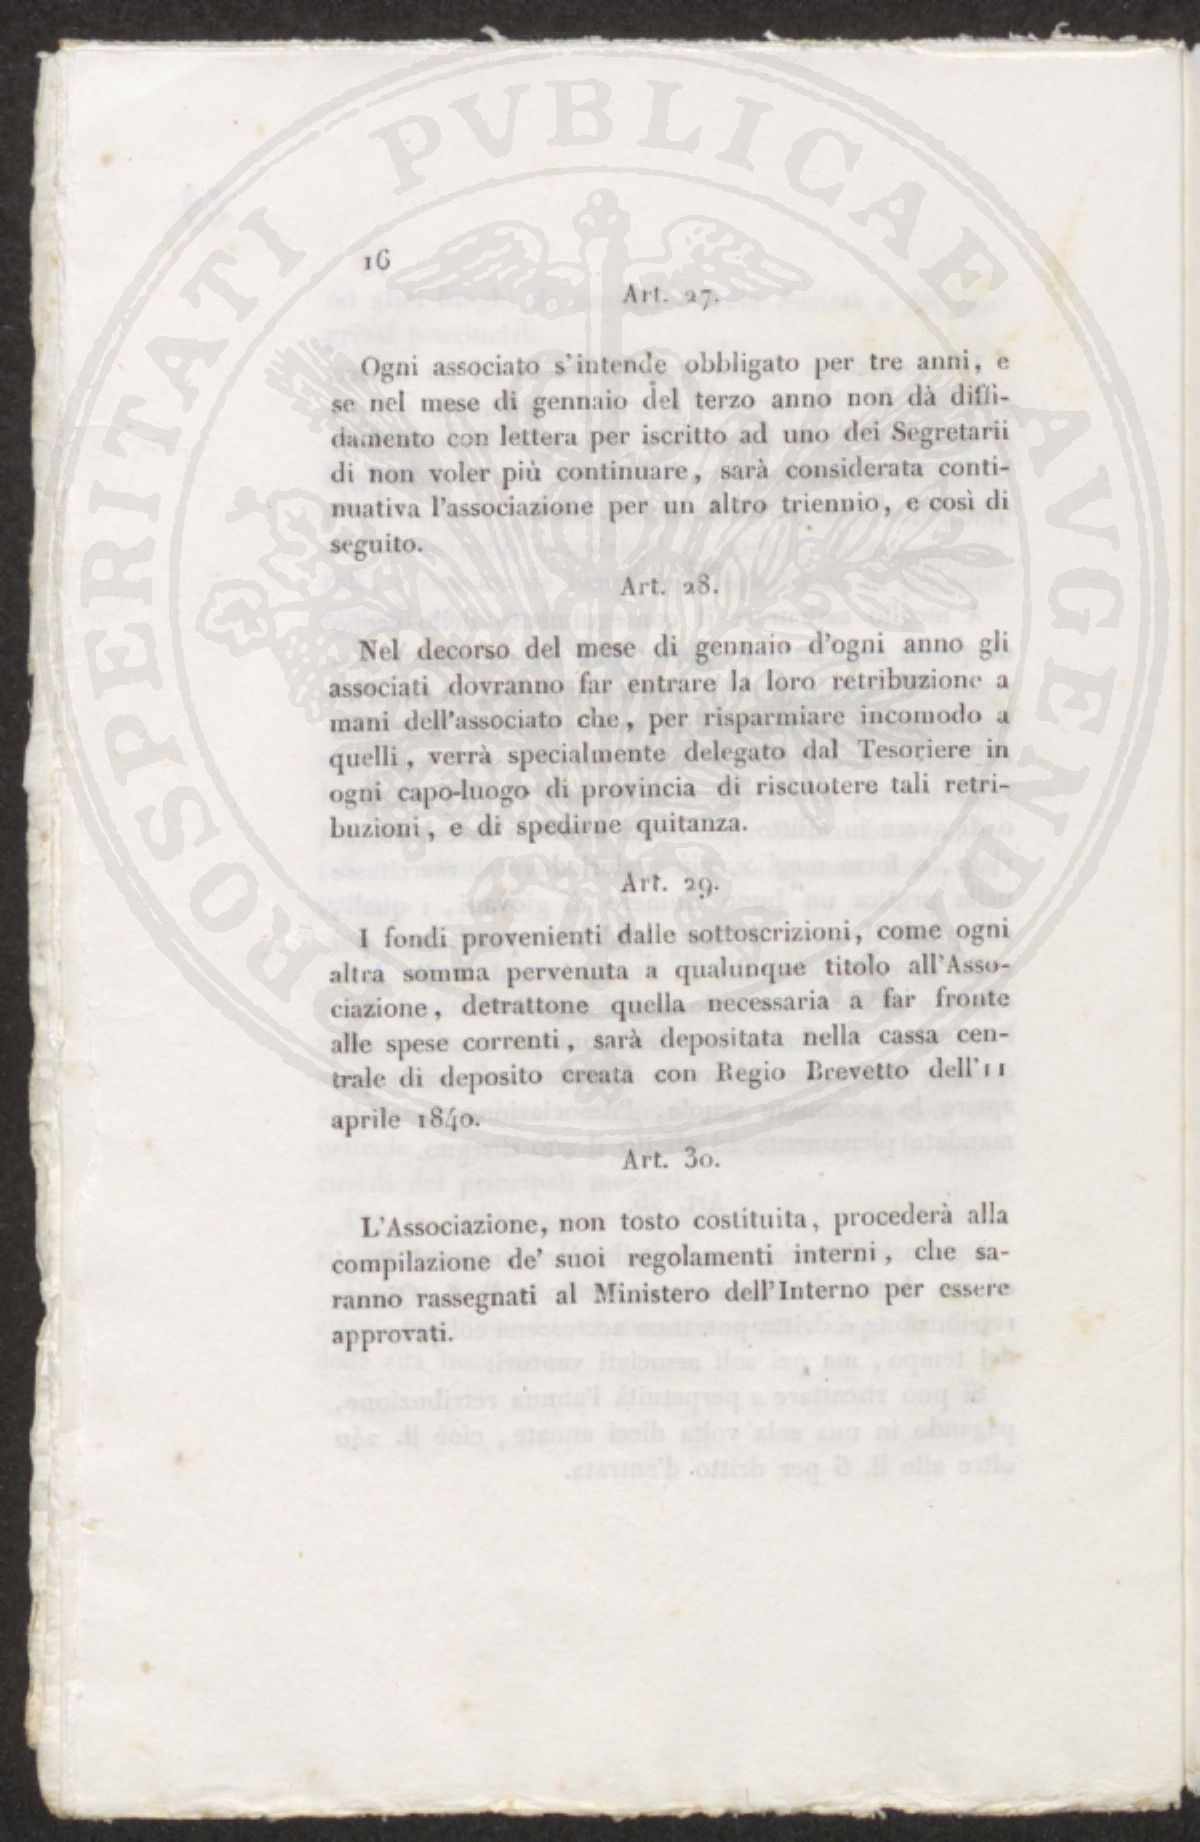 PROSPERITATI PVBLICAE AVGENDAE
16
Art. 27.
Ogni associato s'intende obbligato per tre anni, e
se nel mese di gennaio del terzo anno non dà diffi-
damento con lettera per iscritto ad uno dei Segretarii
di non voler più continuare, sarà considerata conti-
nuativa l'associazione per un altro triennio, e così di
seguito.
Art. 28.
Nel decorso del mese di gennaio d'ogni anno gli
associati dovranno far entrare la loro retribuzione a
mani dell'associato che, per risparmiare incomodo a
quelli, verrà specialmente delegato dal Tesoriere in
ogni capo-luogo di provincia di riscuotere tali retri-
buzioni, e di spedirne quitanza.
Art. 29.
I fondi provenienti dalle sottoscrizioni, come ogni
altra somma pervenuta a qualunque titolo all'Asso-
ciazione, detrattone quella necessaria a far fronte
alle spese correnti, sarà depositata nella cassa cen-
trale di deposito creata con Regio Brevetto dell'11
aprile 1840.
Art. 30.
L'Associazione, non tosto costituita, procederà alla
compilazione de' suoi regolamenti interni, che sa-
ranno rassegnati al Ministero dell'Interno per essere
approvati.